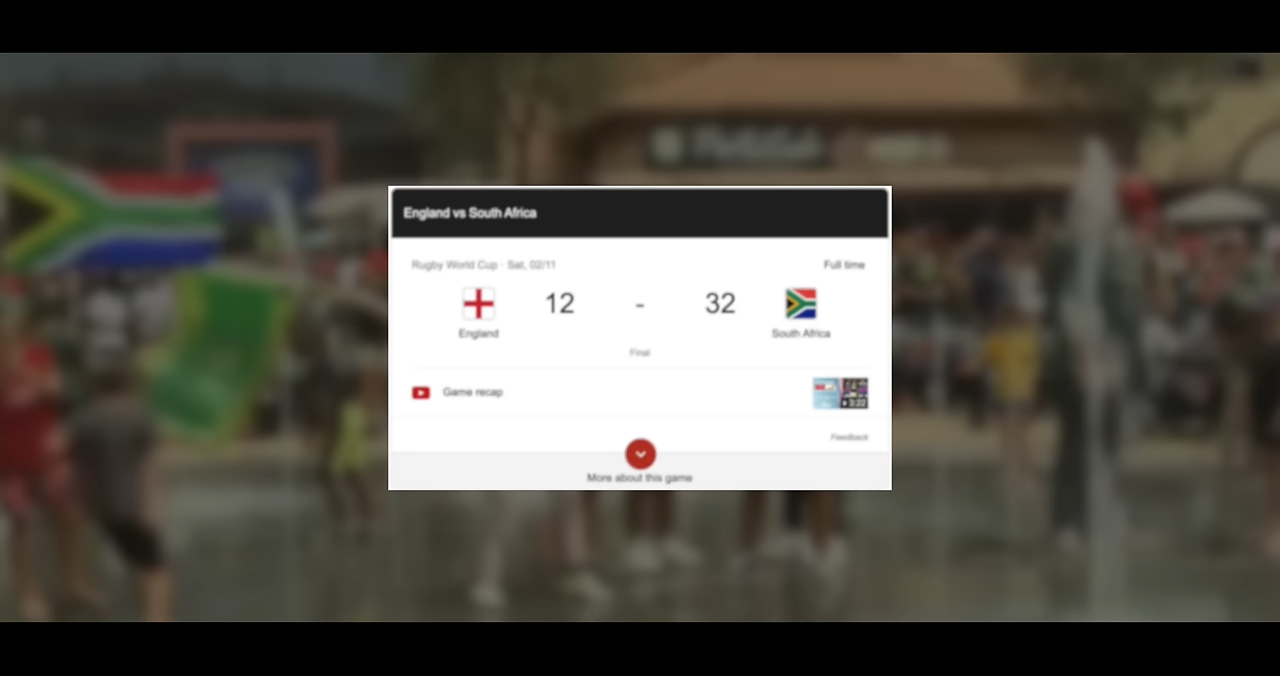 England vs South Africa
Rugby World Cup · Sat, 02/11 Full time
12 - 32
England South Africa
Final
Game recap
3:22
Feedback
More about this game